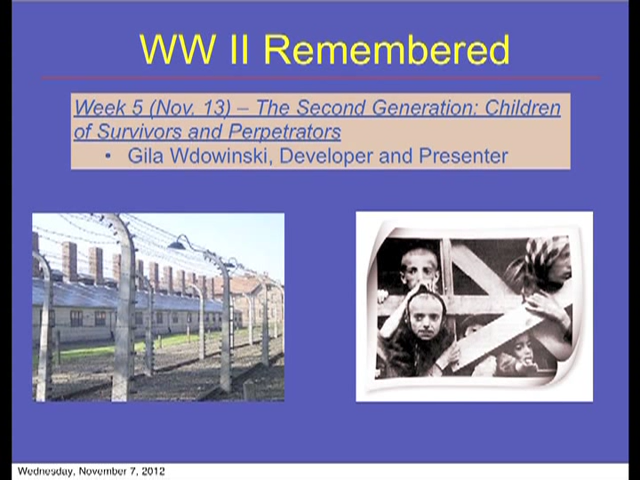 WW II Remembered
Week 5 (Nov. 13) – The Second Generation: Children
of Survivors and Perpetrators
• Gila Wdowinski, Developer and Presenter
Wednesday, November 7, 2012